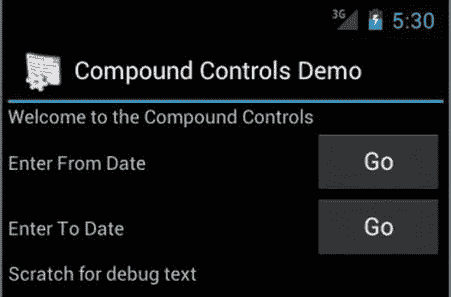 3G 5:30
Compound Controls Demo
Welcome to the Compound Controls
Enter From Date Go
Enter To Date Go
Scratch for debug text